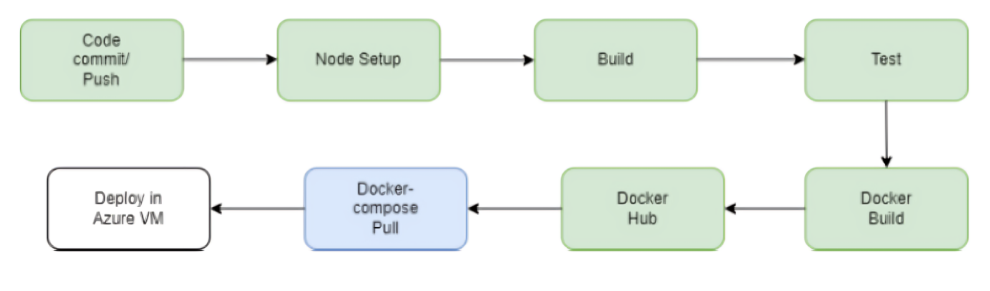 Code
commit/
Push
Node Setup
Build
Test
Deploy in
Azure VM
Docker-
compose
Pull
Docker
Hub
Docker
Build